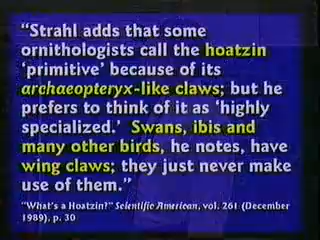 “Strahl adds that some
ornithologists call the hoatzin
‘primitive’ because of its
archaeopteryx-like claws; but he
prefers to think of it as ‘highly
specialized.’ Swans, ibis and
many other birds, he notes, have
wing claws; they just never make
use of them.”
“What’s a Hoatzin?” Scientific American, vol. 261 (December
1989), p. 30